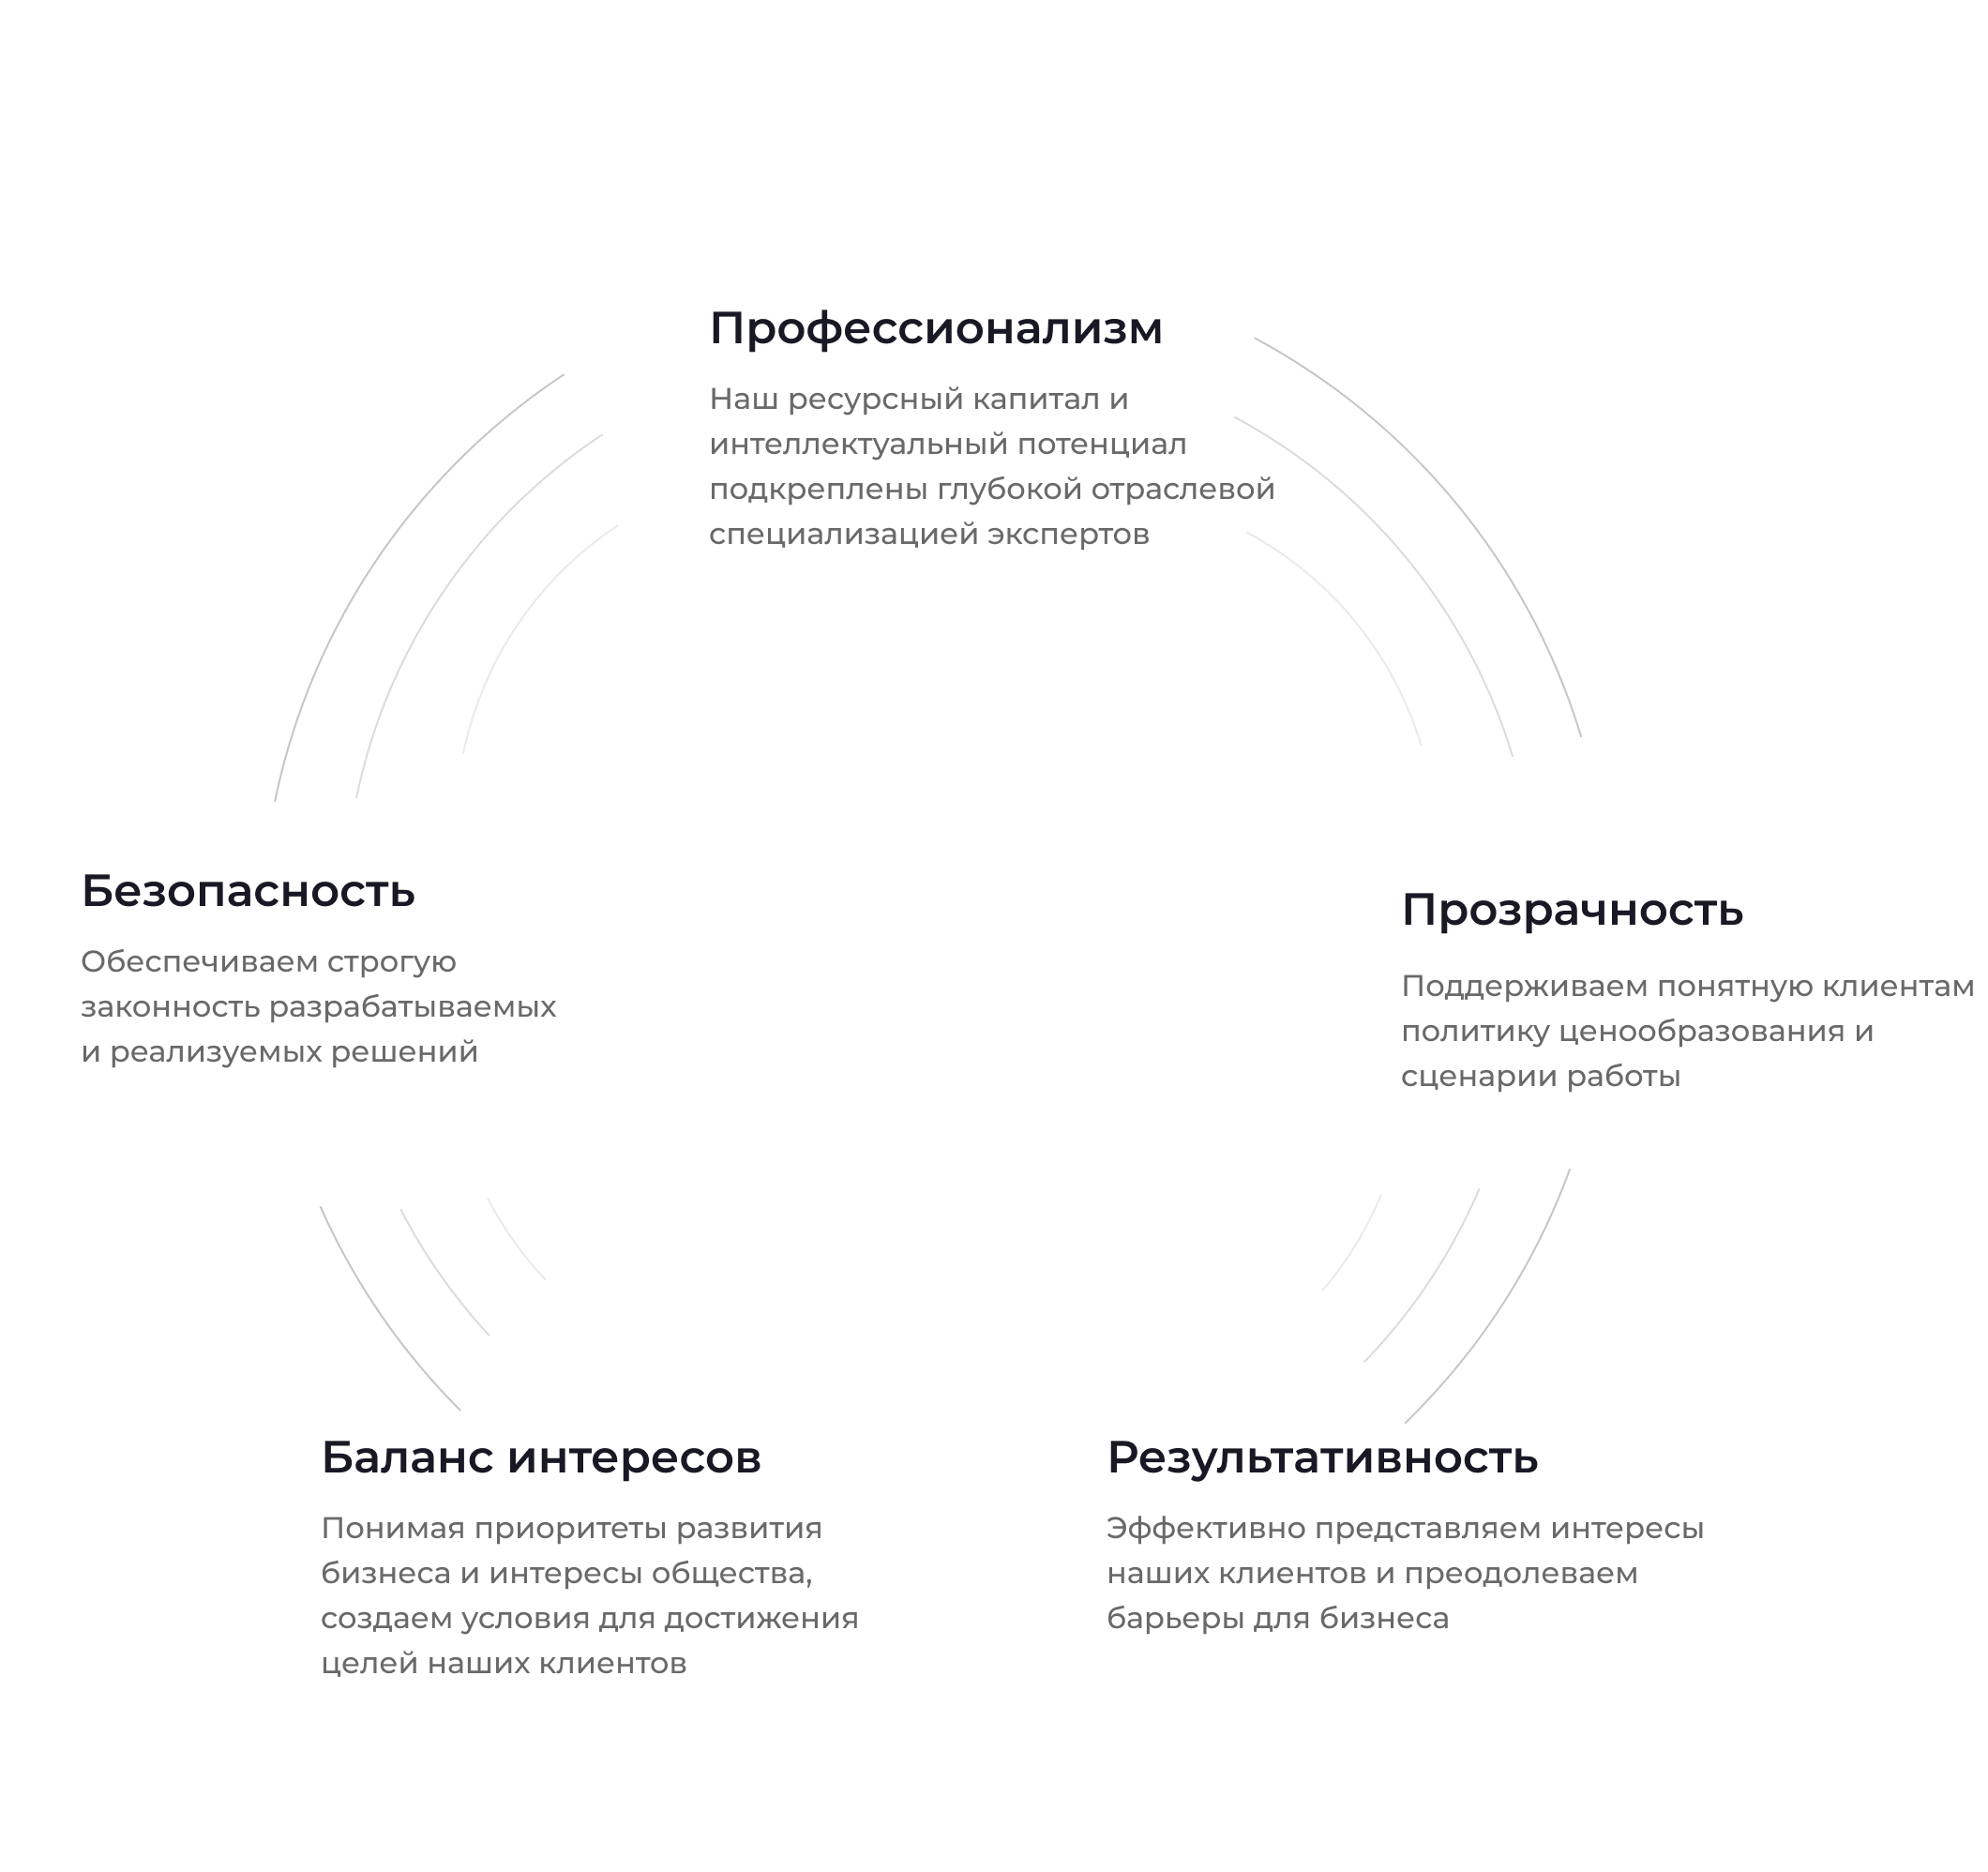 Профессионализм
Наш ресурсный капитал и
интеллектуальный потенциал
подкреплены глубокой отраслевой
специализацией экспертов
Безопасность
Обеспечиваем строгую
законность разрабатываемых
и реализуемых решений
Прозрачность
Поддерживаем понятную клиентам
политику ценообразования и
сценарии работы
Баланс интересов
Понимая приоритеты развития
бизнеса и интересы общества,
создаем условия для достижения
целей наших клиентов
Результативность
Эффективно представляем интересы
наших клиентов и преодолеваем
барьеры для бизнеса